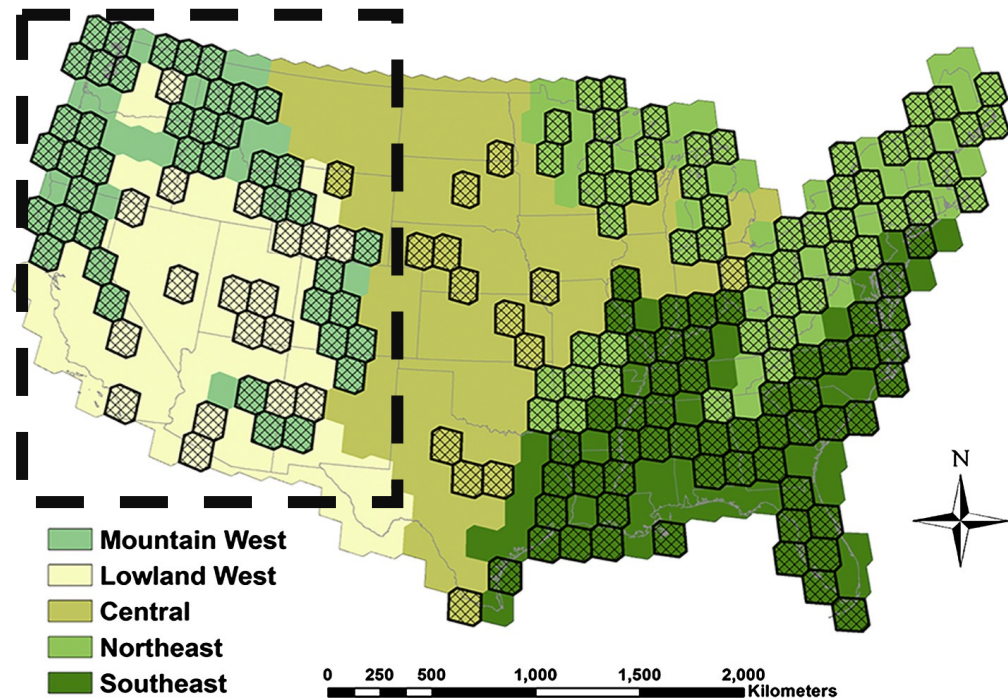 N
Mountain West
Lowland West
Central
Northeast
Southeast
0 250 500 1,000 1,500 2,000
Kilometers